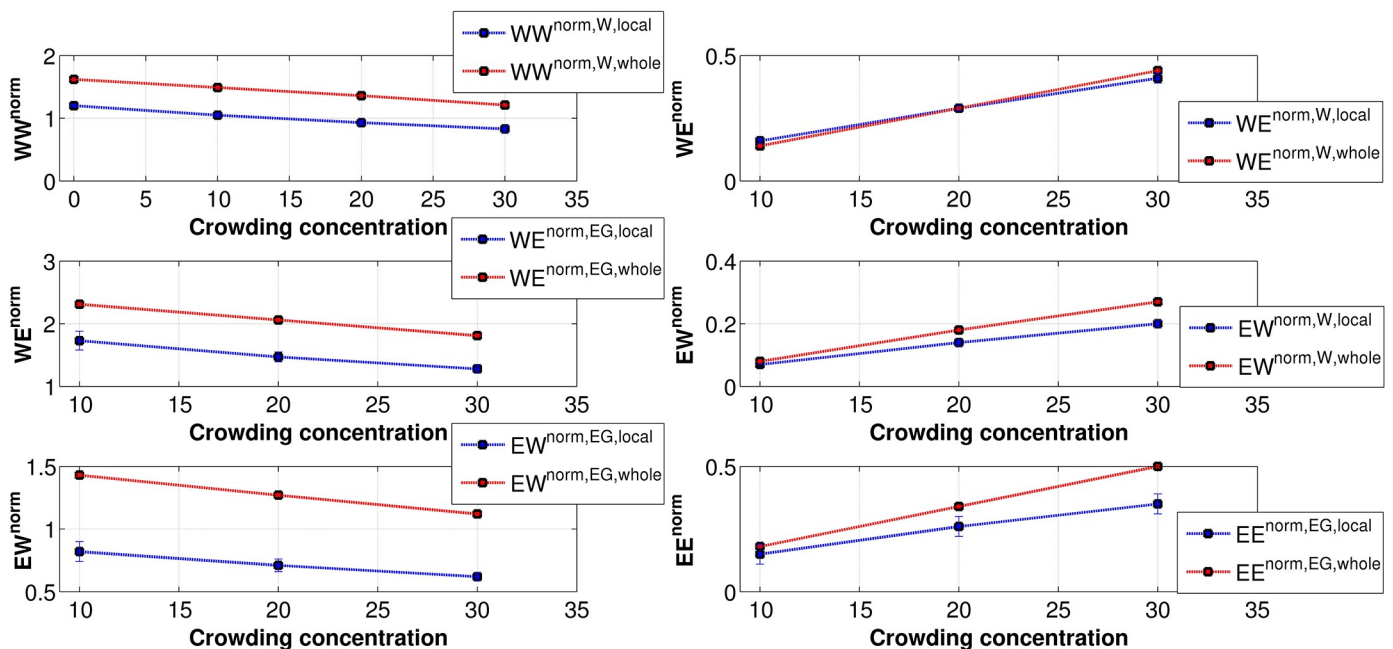 WW^norm,W,local
WW^norm,W,whole
2
1
0
WW^norm
0 5 10 15 20 25 30 35
Crowding concentration
WE^norm,W,local
WE^norm,W,whole
0.5
0
WE^norm
10 15 20 25 30 35
Crowding concentration
WE^norm,EG,local
WE^norm,EG,whole
3
2
1
WE^norm
10 15 20 25 30 35
Crowding concentration
EW^norm,W,local
EW^norm,W,whole
0.4
0.2
0
EW^norm
10 15 20 25 30 35
Crowding concentration
EW^norm,EG,local
EW^norm,EG,whole
1.5
1
0.5
EW^norm
10 15 20 25 30 35
Crowding concentration
EE^norm,EG,local
EE^norm,EG,whole
0.5
0
EE^norm
10 15 20 25 30 35
Crowding concentration